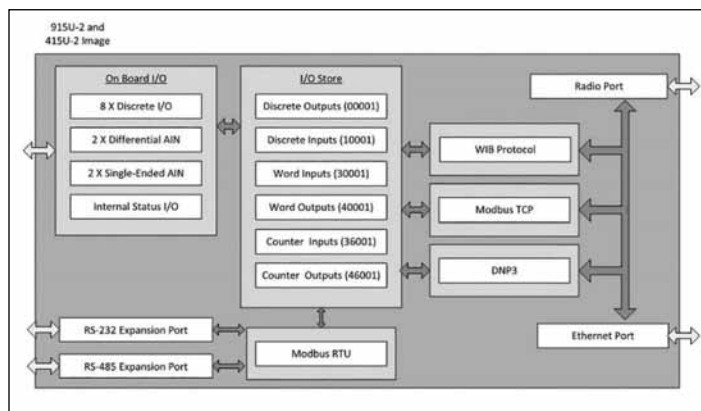 915U-2 and
415U-2 Image
On Board I/O
8 X Discrete I/O
2 X Differential AIN
2 X Single-Ended AIN
Internal Status I/O
I/O Store
Discrete Outputs (00001)
Discrete Inputs (10001)
Word Inputs (30001)
Word Outputs (40001)
Counter Inputs (36001)
Counter Outputs (46001)
Radio Port
WIB Protocol
Modbus TCP
DNP3
Ethernet Port
RS-232 Expansion Port
RS-485 Expansion Port
Modbus RTU